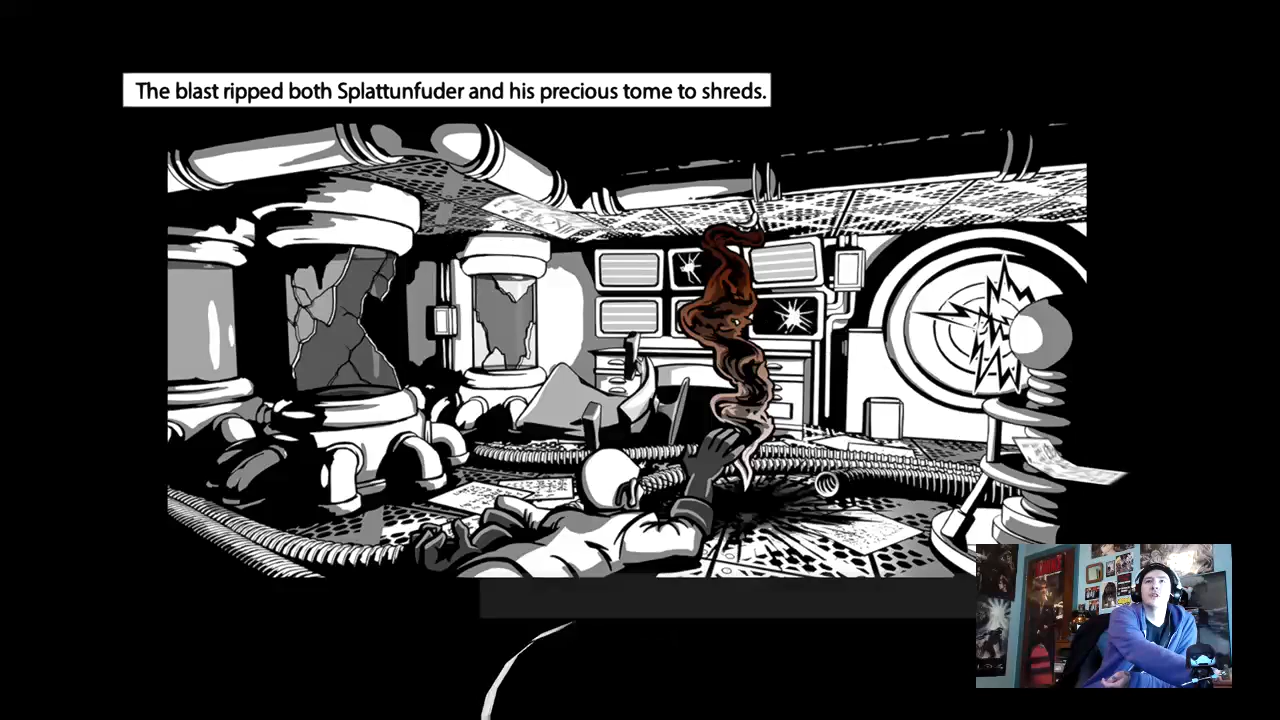 The blast ripped both Splattunfuder and his precious tome to shreds.